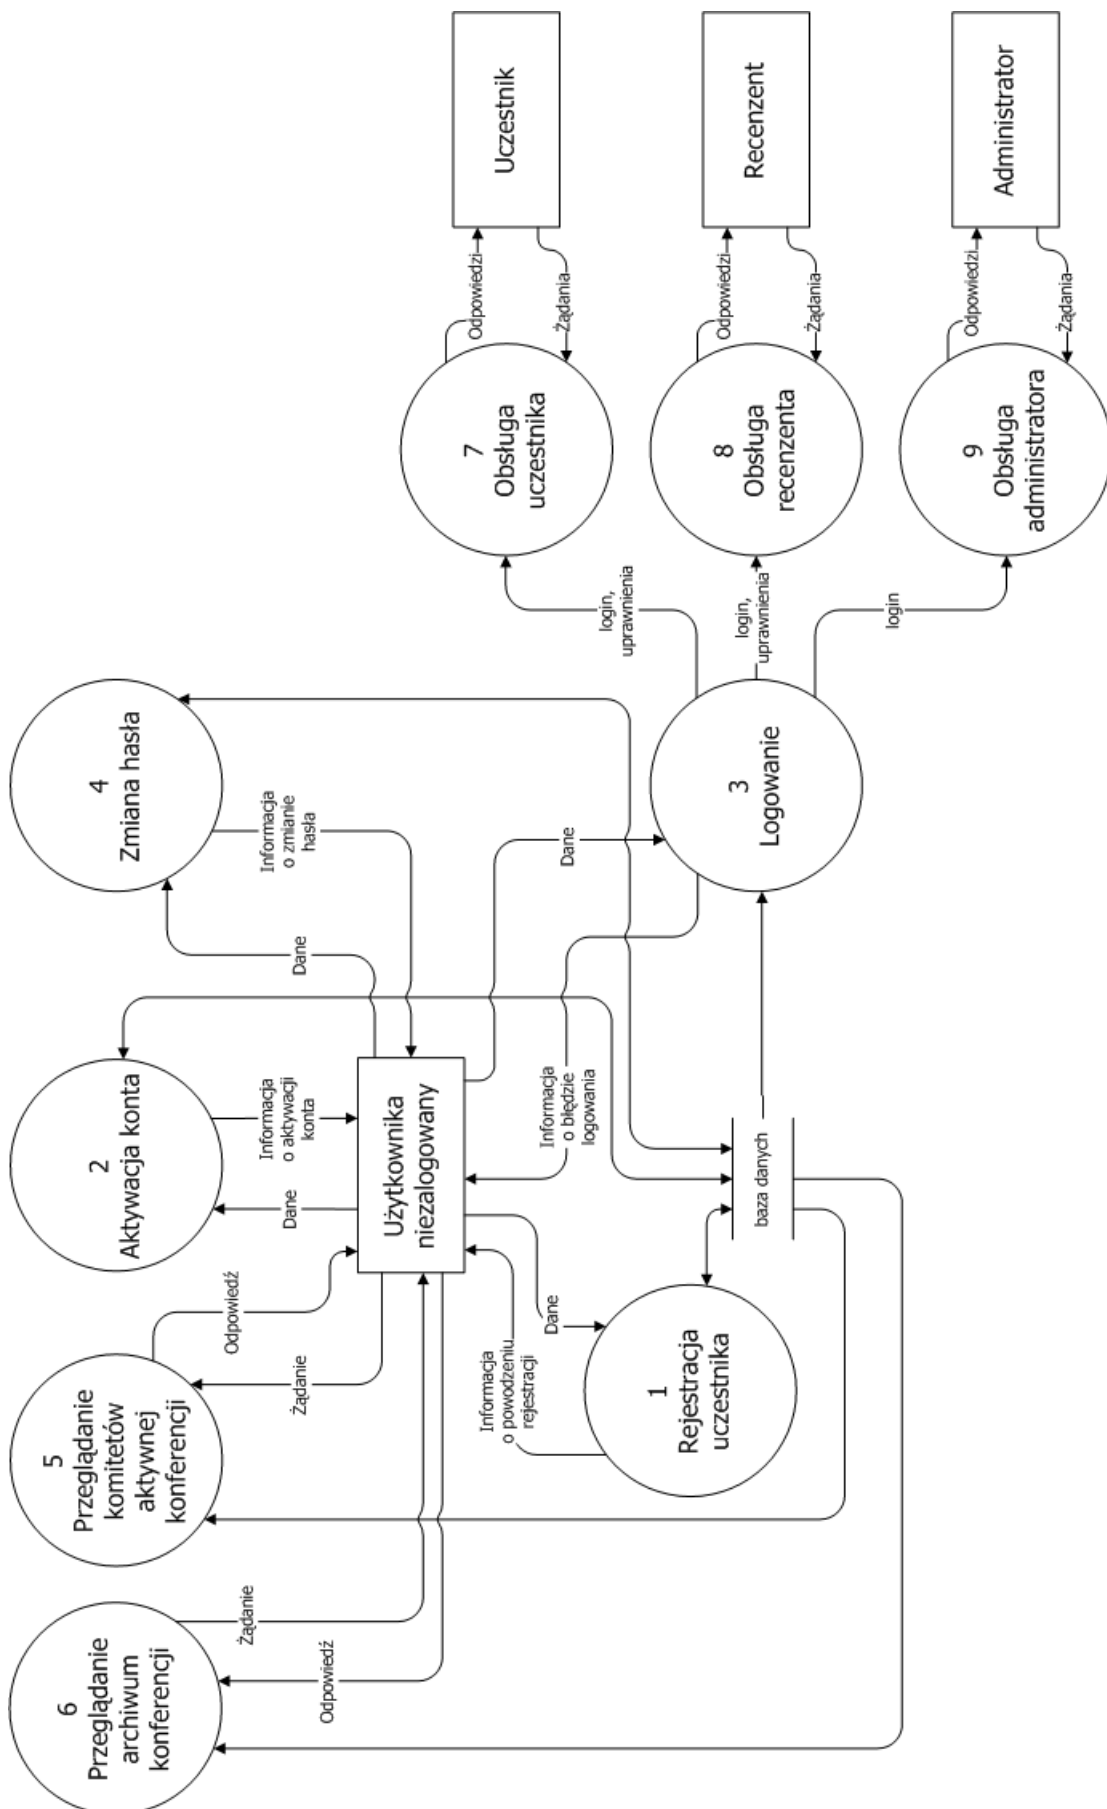 6
Przeglądanie
archiwum
konferencji
5
Przeglądanie
komitetów
aktywnej
konferencji
2
Aktywacja konta
4
Zmiana hasła
Żądanie
Odpowiedź
Odpowiedź
Żądanie
Dane
Informacja
o aktywacji
konta
Dane
Informacja
o zmianie
hasła
Użytkownika
niezalogowany
Informacja
o powodzeniu
rejestracji
Dane
Informacja
o błędzie
logowania
Dane
1
Rejestracja
uczestnika
baza danych
3
Logowanie
login,
uprawnienia
login,
uprawnienia
login
7
Obsługa
uczestnika
Odpowiedzi
Żądania
Uczestnik
8
Obsługa
recenzenta
Odpowiedzi
Żądania
Recenzent
9
Obsługa
administratora
Odpowiedzi
Żądania
Administrator